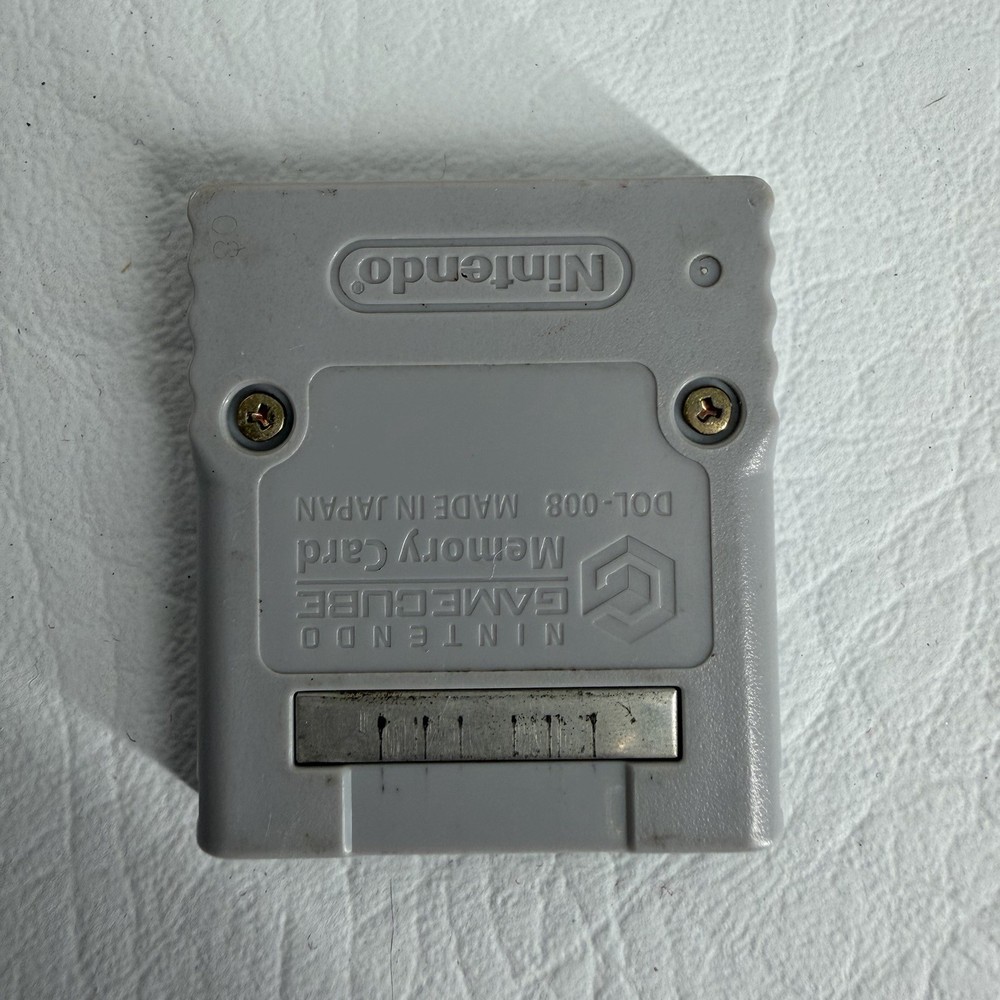 NINTENDO
GAMECUBE
Memory Card
DOL-008 MADE IN JAPAN
Nintendo®